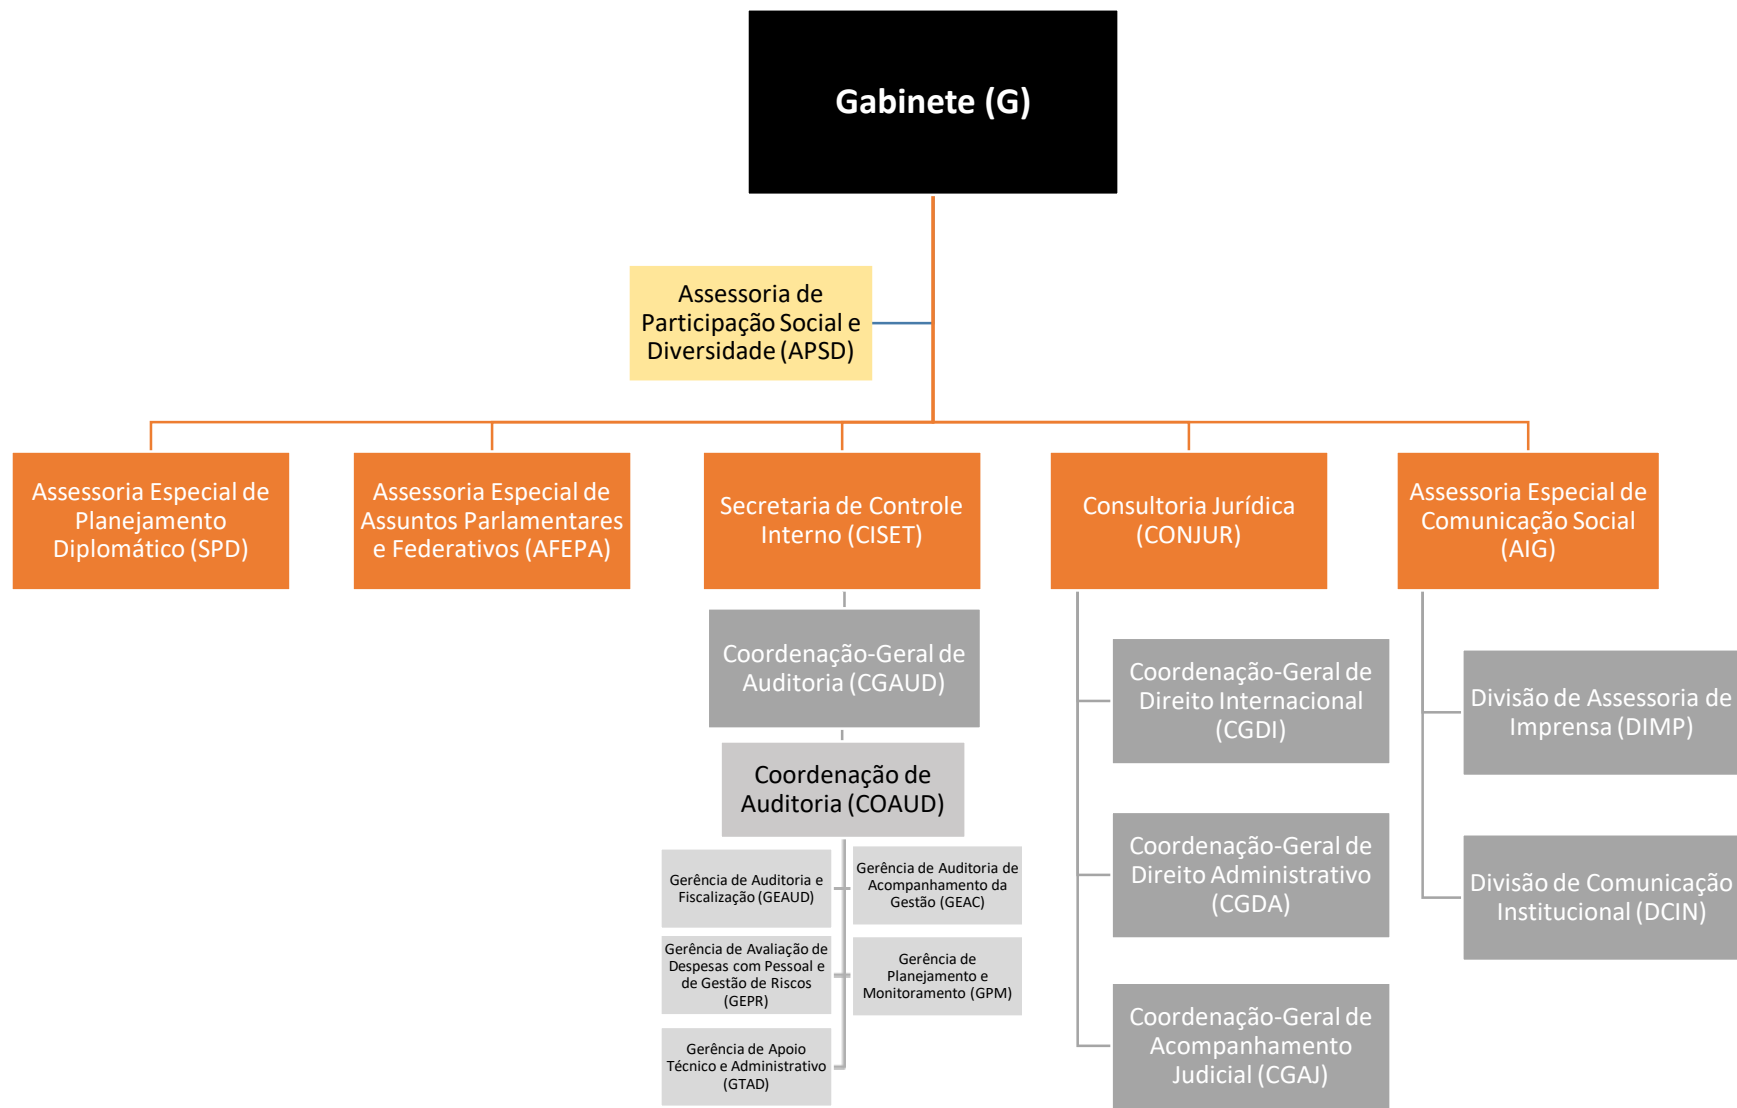 Gabinete (G)
Assessoria de
Participação Social e
Diversidade (APSD)
Assessoria Especial de
Planejamento
Diplomático (SPD)
Assessoria Especial de
Assuntos Parlamentares
e Federativos (AFEPA)
Secretaria de Controle
Interno (CISET)
Consultoria Jurídica
(CONJUR)
Assessoria Especial de
Comunicação Social
(AIG)
Coordenação-Geral de
Auditoria (CGAUD)
Coordenação de
Auditoria (COAUD)
Gerência de Auditoria e
Fiscalização (GEAUD)
Gerência de Auditoria de
Acompanhamento da
Gestão (GEAC)
Gerência de Avaliação de
Despesas com Pessoal e
de Gestão de Riscos
(GEPR)
Gerência de
Planejamento e
Monitoramento (GPM)
Gerência de Apoio
Técnico e Administrativo
(GTAD)
Coordenação-Geral de
Direito Internacional
(CGDI)
Coordenação-Geral de
Direito Administrativo
(CGDA)
Coordenação-Geral de
Acompanhamento
Judicial (CGAJ)
Divisão de Assessoria de
Imprensa (DIMP)
Divisão de Comunicação
Institucional (DCIN)